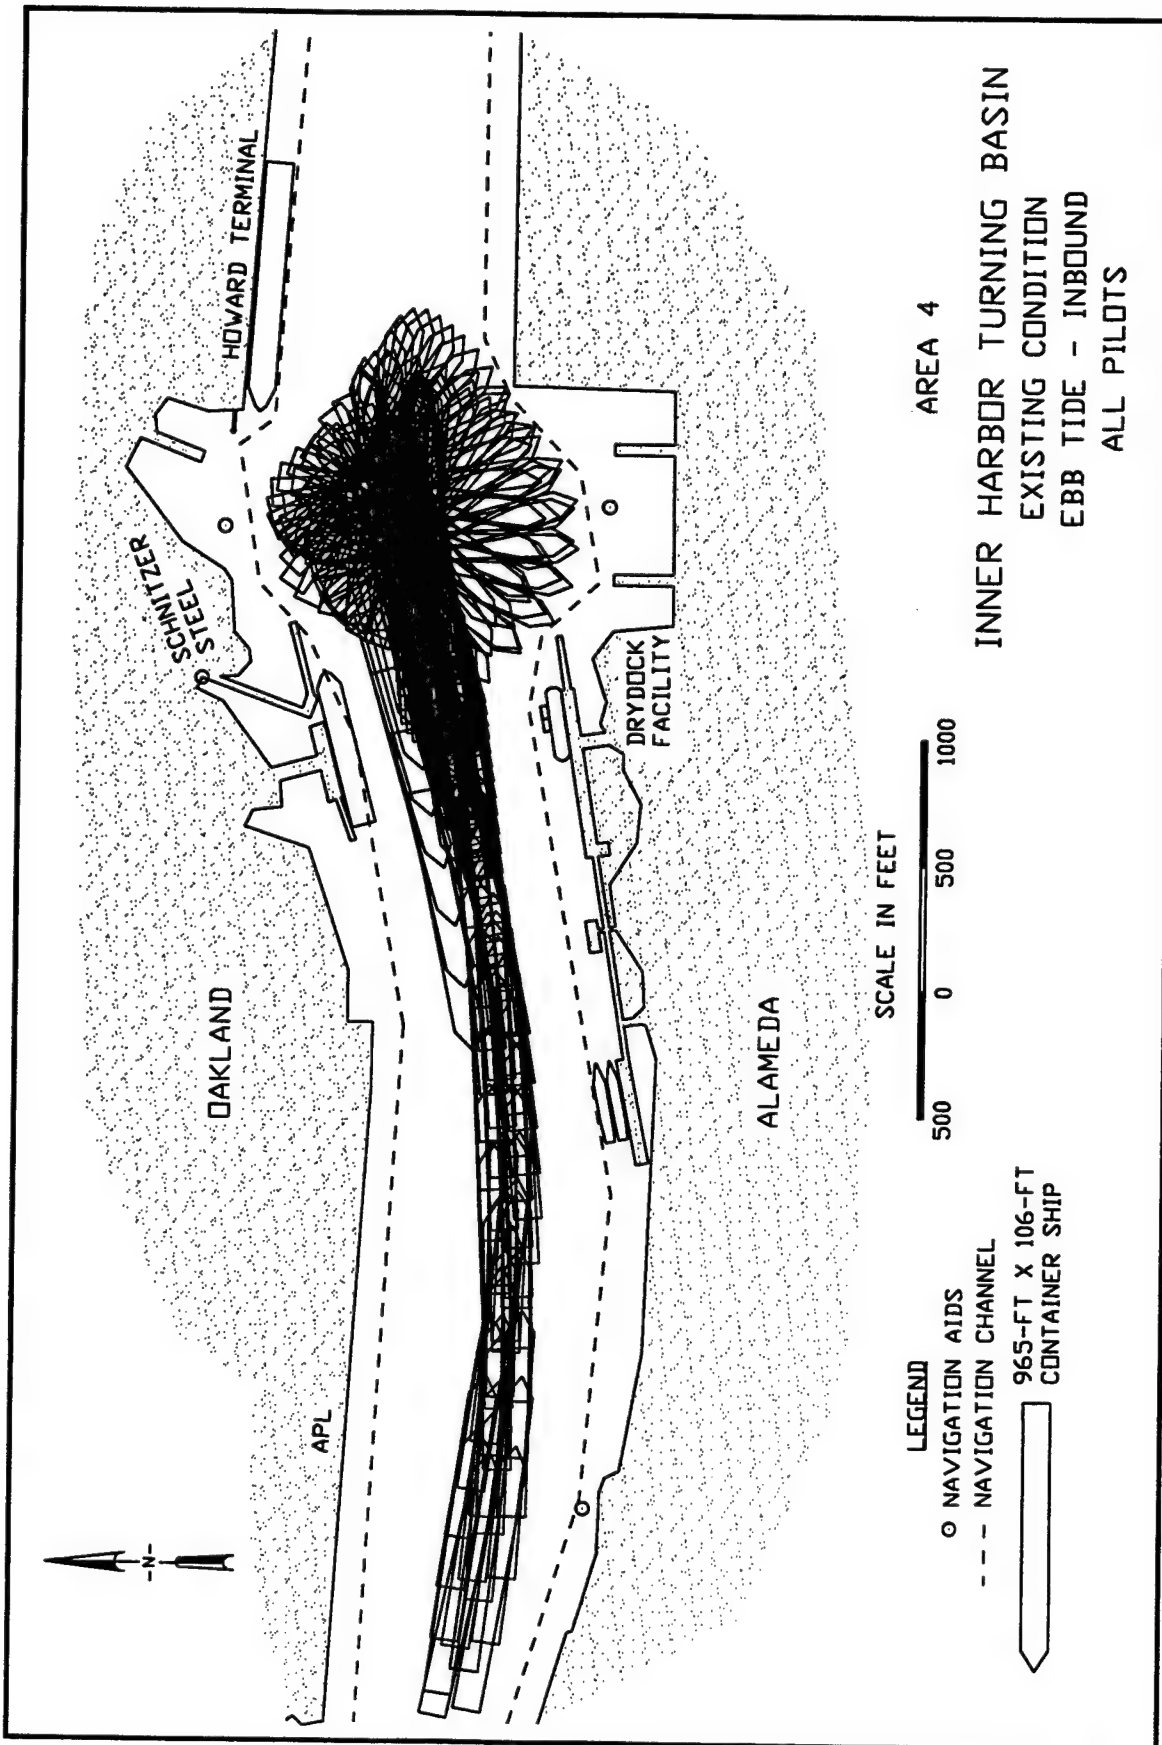 HOWARD TERMINAL
SCHNITZER
STEEL
OAKLAND
APL
-N-
DRYDOCK
FACILITY
ALAMEDA
SCALE IN FEET
500 0 500 1000
LEGEND
NAVIGATION AIDS
--- NAVIGATION CHANNEL
965-FT X 106-FT
CONTAINER SHIP
AREA 4
INNER HARBOR TURNING BASIN
EXISTING CONDITION
EBB TIDE - INBOUND
ALL PILOTS